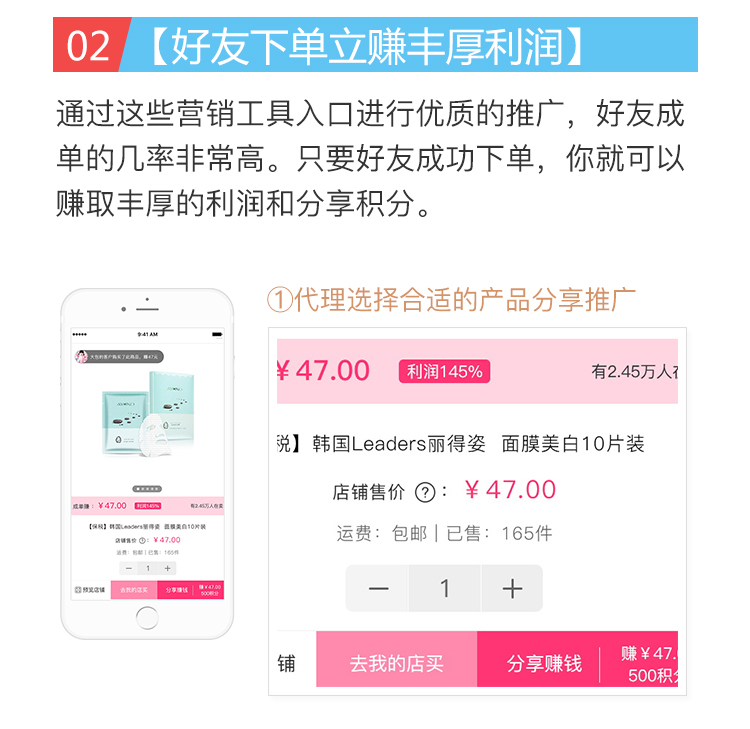 02 【好友下单立赚丰厚利润】
通过这些营销工具入口进行优质的推广，好友成
单的几率非常高。只要好友成功下单，你就可以
赚取丰厚的利润和分享积分。
①代理选择合适的产品分享推广
9:41 AM
大包的客户购买了此商品，赚47元
成单赚：￥47.00 利润145% 有2.45万人在卖
【保税】韩国Leaders丽得姿 面膜美白10片装
店铺售价?：￥47.00
运费：包邮 | 已售：165件
— 1 +
预览店铺 去我的店买 分享赚钱 赚￥47.00
500积分
￥47.00 利润145% 有2.45万人在
税】韩国Leaders丽得姿 面膜美白10片装
店铺售价?：￥47.00
运费：包邮 | 已售：165件
— 1 +
铺 去我的店买 分享赚钱 赚￥47.
500积分